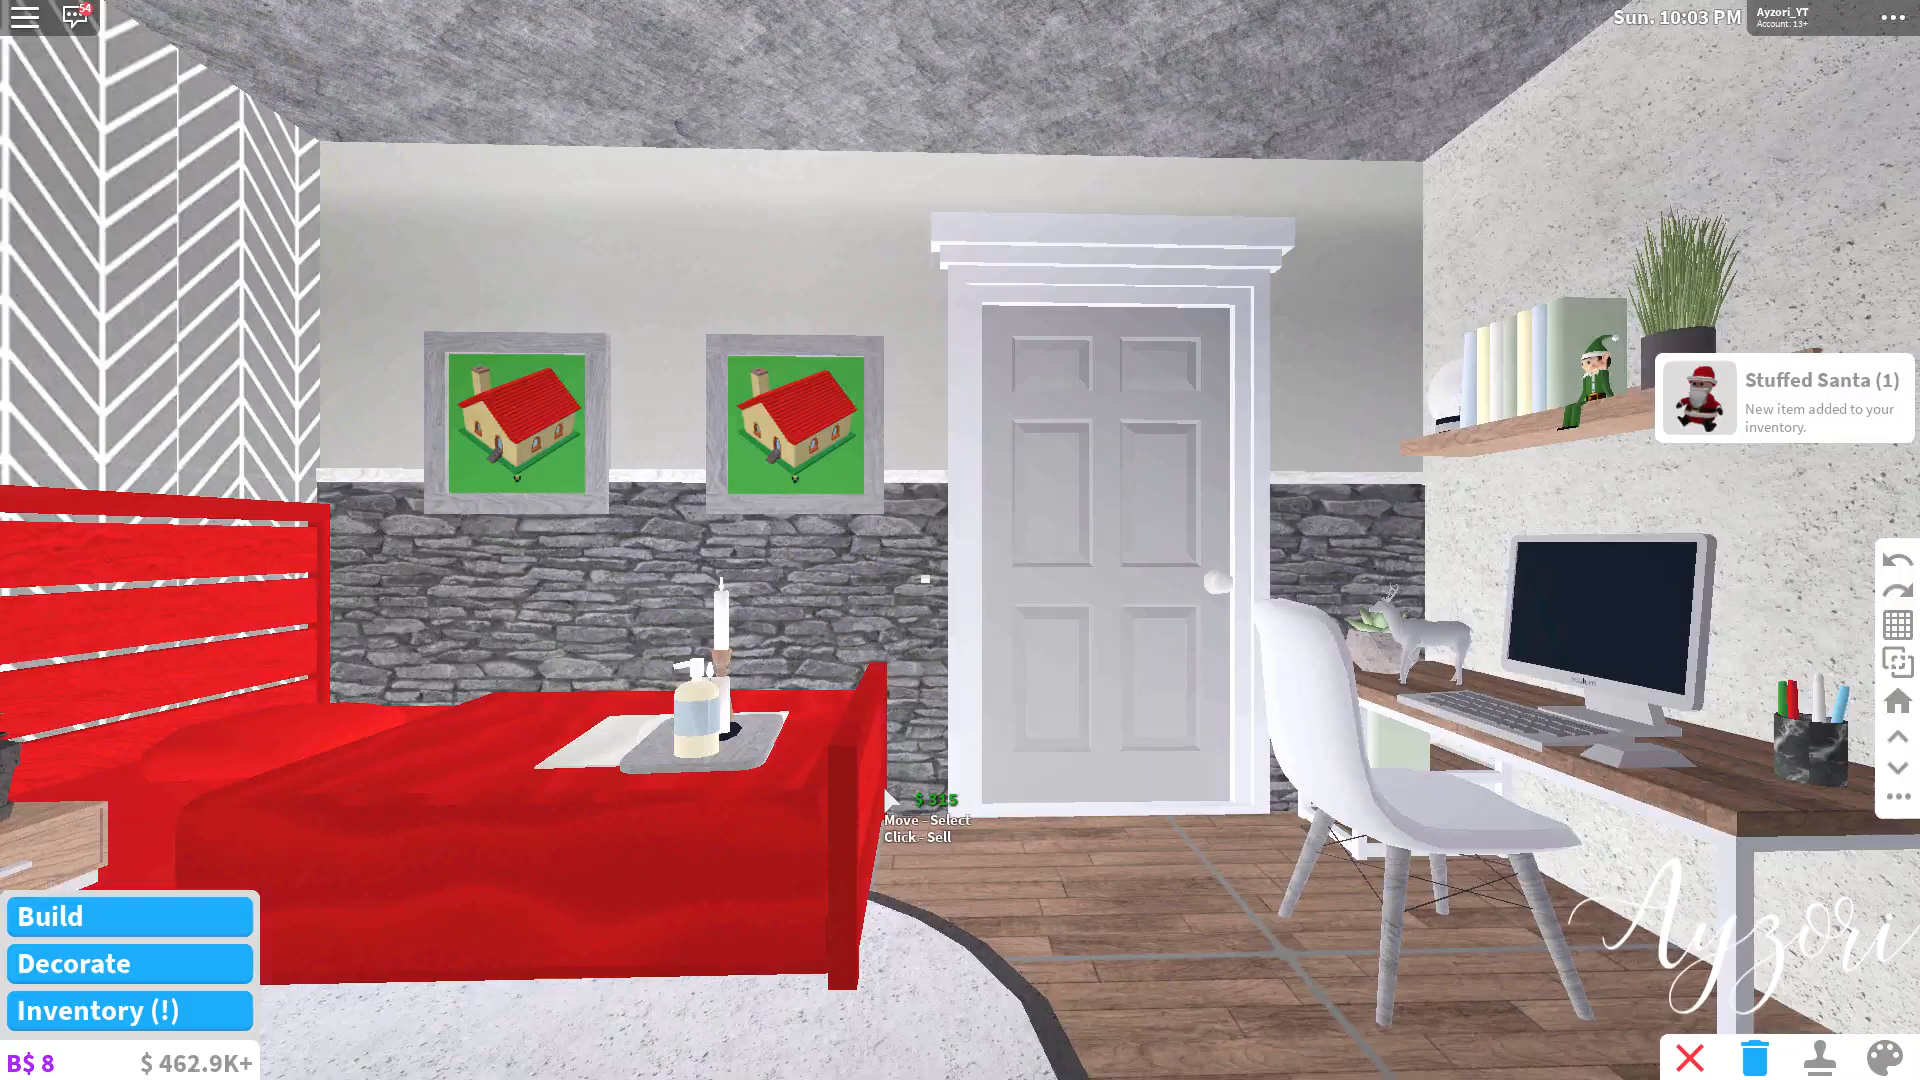 54
Sun. 10:03 PM
Ayzori_YT
Account: 13+
Stuffed Santa (1)
New item added to your
inventory.
$ 315
Move - Select
Click - Sell
Build
Decorate
Inventory (!)
B$ 8
$ 462.9K+
Ayzori